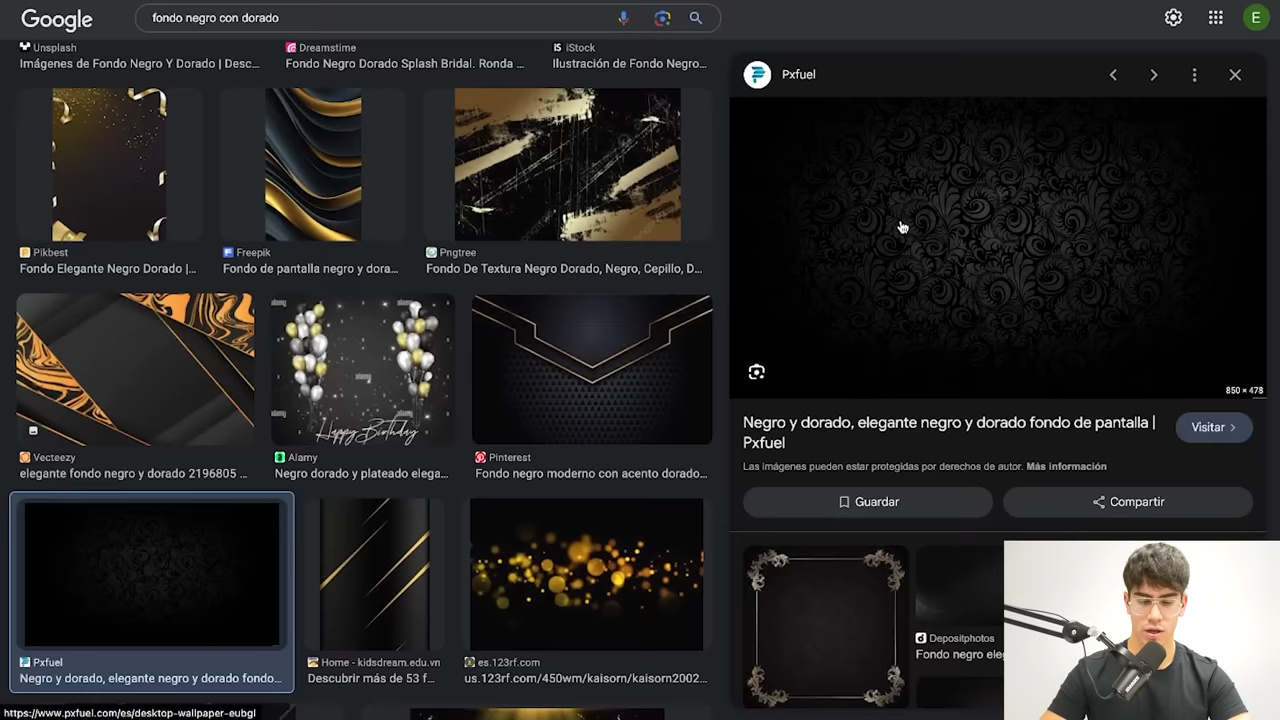 Google
fondo negro con dorado
E
Unsplash
Imágenes de Fondo Negro Y Dorado | Desc...
Dreamstime
Fondo Negro Dorado Splash Bridal. Ronda ...
iStock
Ilustración de Fondo Negro...
Pikbest
Fondo Elegante Negro Dorado |...
Freepik
Fondo de pantalla negro y dora...
Pngtree
Fondo De Textura Negro Dorado, Negro, Cepillo, D...
alamy
alamy
alamy
Happy Birthday
Vecteezy
elegante fondo negro y dorado 2196805 ...
Alamy
Negro dorado y plateado elega...
Pinterest
Fondo negro moderno con acento dorado...
Pxfuel
Negro y dorado, elegante negro y dorado fondo...
Home - kidsdream.edu.vn
Descubrir más de 53 f...
es.123rf.com
us.123rf.com/450wm/kaisorn/kaisorn2002...
https://www.pxfuel.com/es/desktop-wallpaper-eubgl
Pxfuel
850 × 478
Negro y dorado, elegante negro y dorado fondo de pantalla |
Pxfuel
Visitar
Las imágenes pueden estar protegidas por derechos de autor. Más información
Guardar
Compartir
Depositphotos
Fondo negro ele